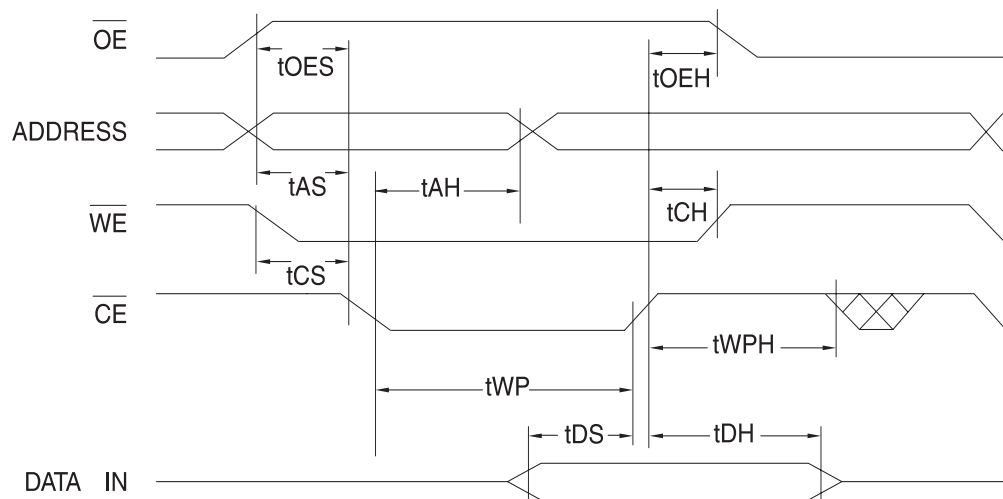 OE
tOES
tOEH
ADDRESS
tAS
tAH
tCH
WE
tCS
CE
tWPH
tWP
tDS
tDH
DATA IN